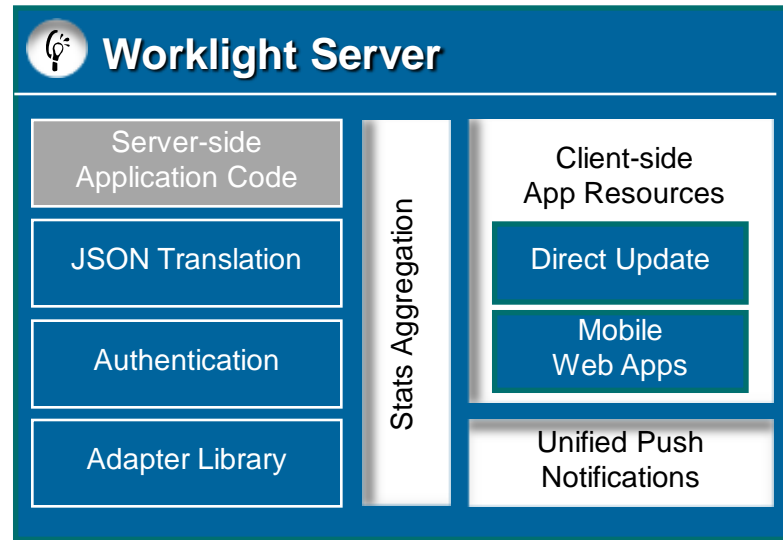 Worklight Server
Server-side
Application Code
JSON Translation
Authentication
Adapter Library
Stats Aggregation
Client-side
App Resources
Direct Update
Mobile
Web Apps
Unified Push
Notifications